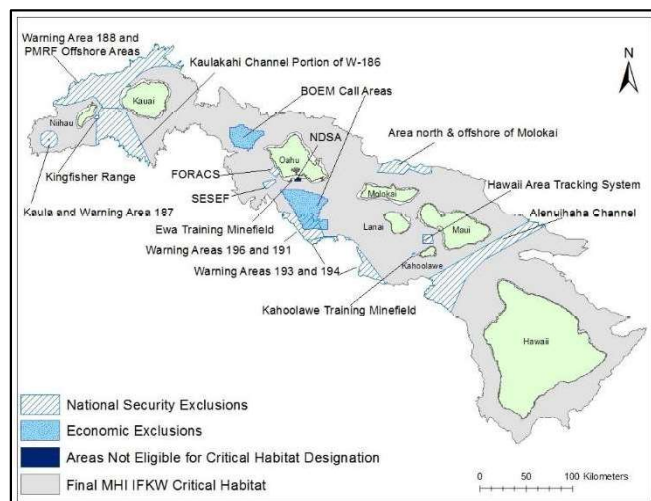 Warning Area 188 and
PMRF Offshore Areas
Kaulakahi Channel Portion of W-186
BOEM Call Areas
N
Kauai
Niihau
NDSA
Area north & offshore of Molokai
Oahu
FORACS
Kingfisher Range
Molokai
Hawaii Area Tracking
System
SESEF
Kaula and Warning Area 187
Alenuihaha Channel
Ewa Training Minefield
Lanai
Maui
Warning Areas 196 and 191
Kahoolawe
Warning Areas 193 and 194
Kahoolawe Training Minefield
Hawaii
National Security Exclusions
Economic Exclusions
Areas Not Eligible for Critical Habitat Designation
Final MHI IFKW Critical Habitat
0 25 50 100 Kilometers